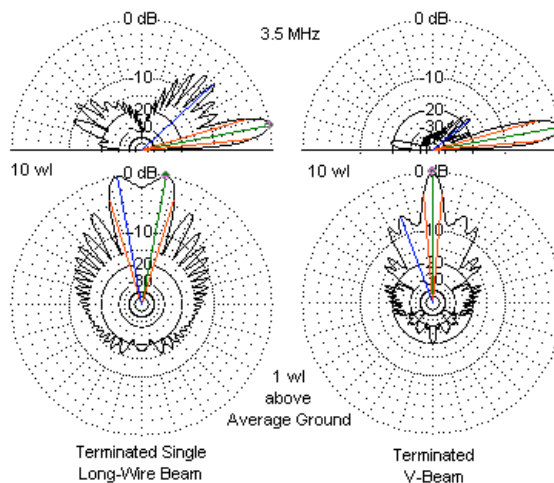 0 dB
3.5 MHz
0 dB
-10
-10
20
30
20
30
10 wl
0 dB
10 wl
0 dB
-10
-10
20
20
1 wl
above
Average Ground
Terminated Single
Long-Wire Beam
Terminated
V-Beam